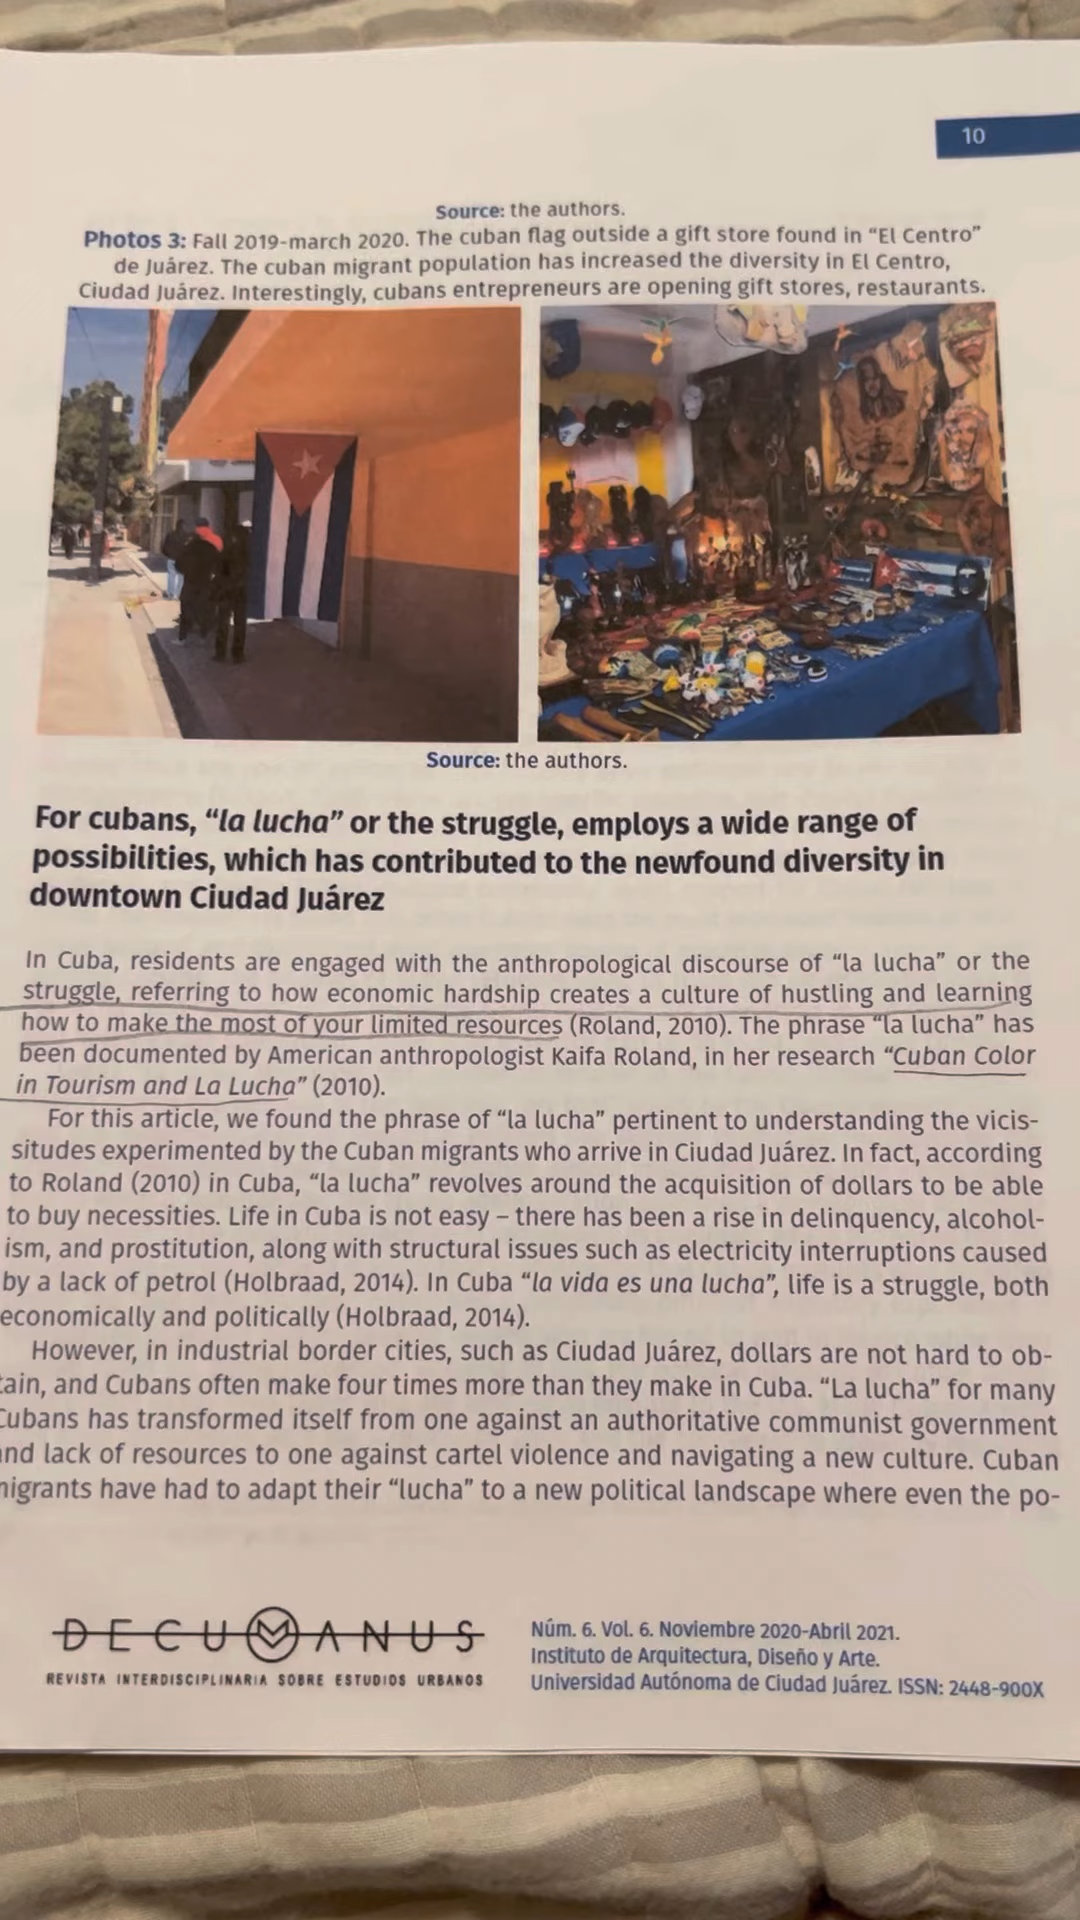 10
Source: the authors.
Photos 3: Fall 2019-march 2020. The cuban flag outside a gift store found in “El Centro”
de Juárez. The cuban migrant population has increased the diversity in El Centro,
Ciudad Juárez. Interestingly, cubans entrepreneurs are opening gift stores, restaurants.
Source: the authors.
For cubans, “la lucha” or the struggle, employs a wide range of
possibilities, which has contributed to the newfound diversity in
downtown Ciudad Juárez
In Cuba, residents are engaged with the anthropological discourse of “la lucha” or the
struggle, referring to how economic hardship creates a culture of hustling and learning
how to make the most of your limited resources (Roland, 2010). The phrase “la lucha” has
been documented by American anthropologist Kaifa Roland, in her research “Cuban Color
in Tourism and La Lucha” (2010).
For this article, we found the phrase of “la lucha” pertinent to understanding the vicis-
situdes experimented by the Cuban migrants who arrive in Ciudad Juárez. In fact, according
to Roland (2010) in Cuba, “la lucha” revolves around the acquisition of dollars to be able
to buy necessities. Life in Cuba is not easy – there has been a rise in delinquency, alcohol-
ism, and prostitution, along with structural issues such as electricity interruptions caused
by a lack of petrol (Holbraad, 2014). In Cuba “la vida es una lucha”, life is a struggle, both
economically and politically (Holbraad, 2014).
However, in industrial border cities, such as Ciudad Juárez, dollars are not hard to ob-
tain, and Cubans often make four times more than they make in Cuba. “La lucha” for many
Cubans has transformed itself from one against an authoritative communist government
and lack of resources to one against cartel violence and navigating a new culture. Cuban
migrants have had to adapt their “lucha” to a new political landscape where even the po-
DECUMANUS
REVISTA INTERDISCIPLINARIA SOBRE ESTUDIOS URBANOS
Núm. 6. Vol. 6. Noviembre 2020-Abril 2021.
Instituto de Arquitectura, Diseño y Arte.
Universidad Autónoma de Ciudad Juárez. ISSN: 2448-900X